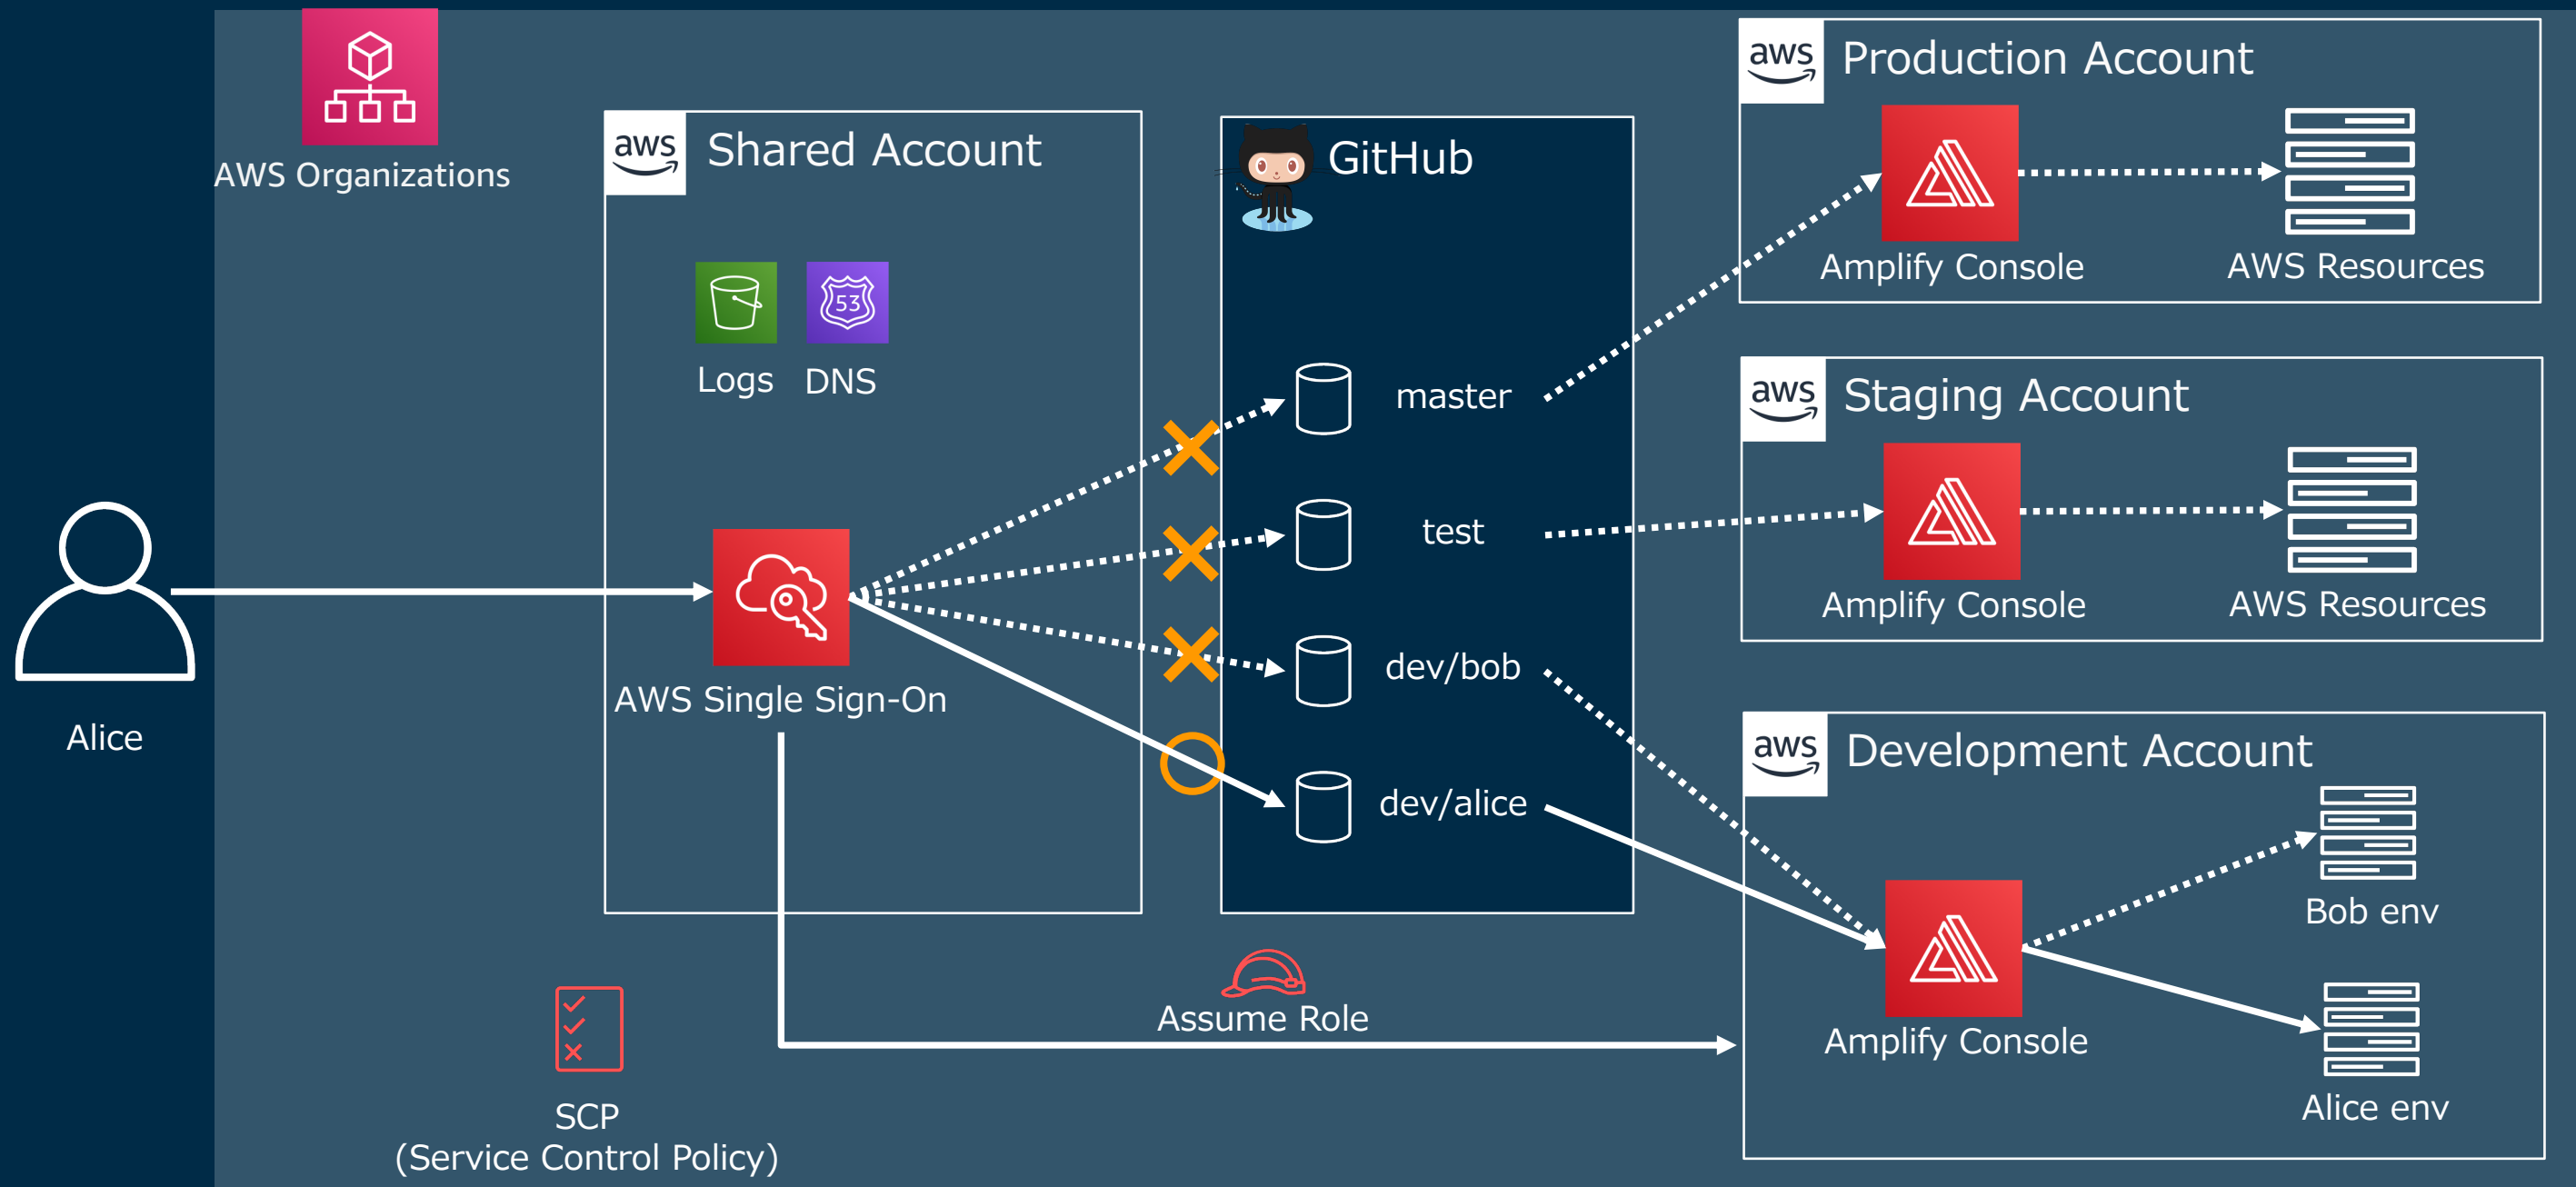 AWS Organizations
Alice
aws
Shared Account
Logs
DNS
53
AWS Single Sign-On
SCP
(Service Control Policy)
Assume Role
GitHub
master
test
dev/bob
dev/alice
aws
Production Account
Amplify Console
AWS Resources
aws
Staging Account
Amplify Console
AWS Resources
aws
Development Account
Amplify Console
Bob env
Alice env